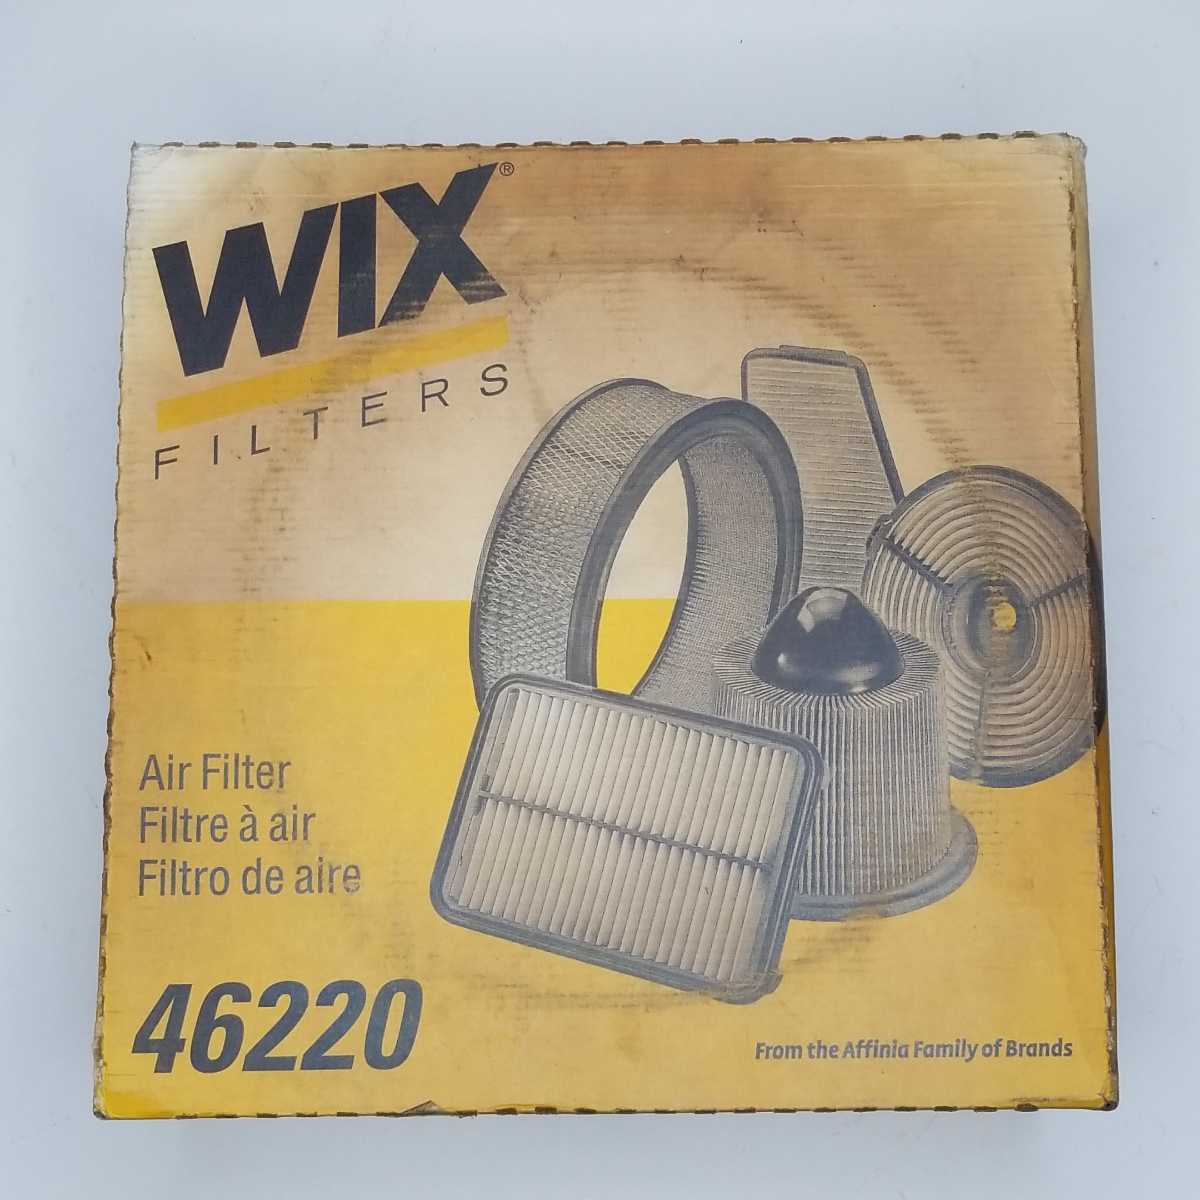 WIX®
FILTERS
Air Filter
Filtre à air
Filtro de aire
46220
From the Affinia Family of Brands